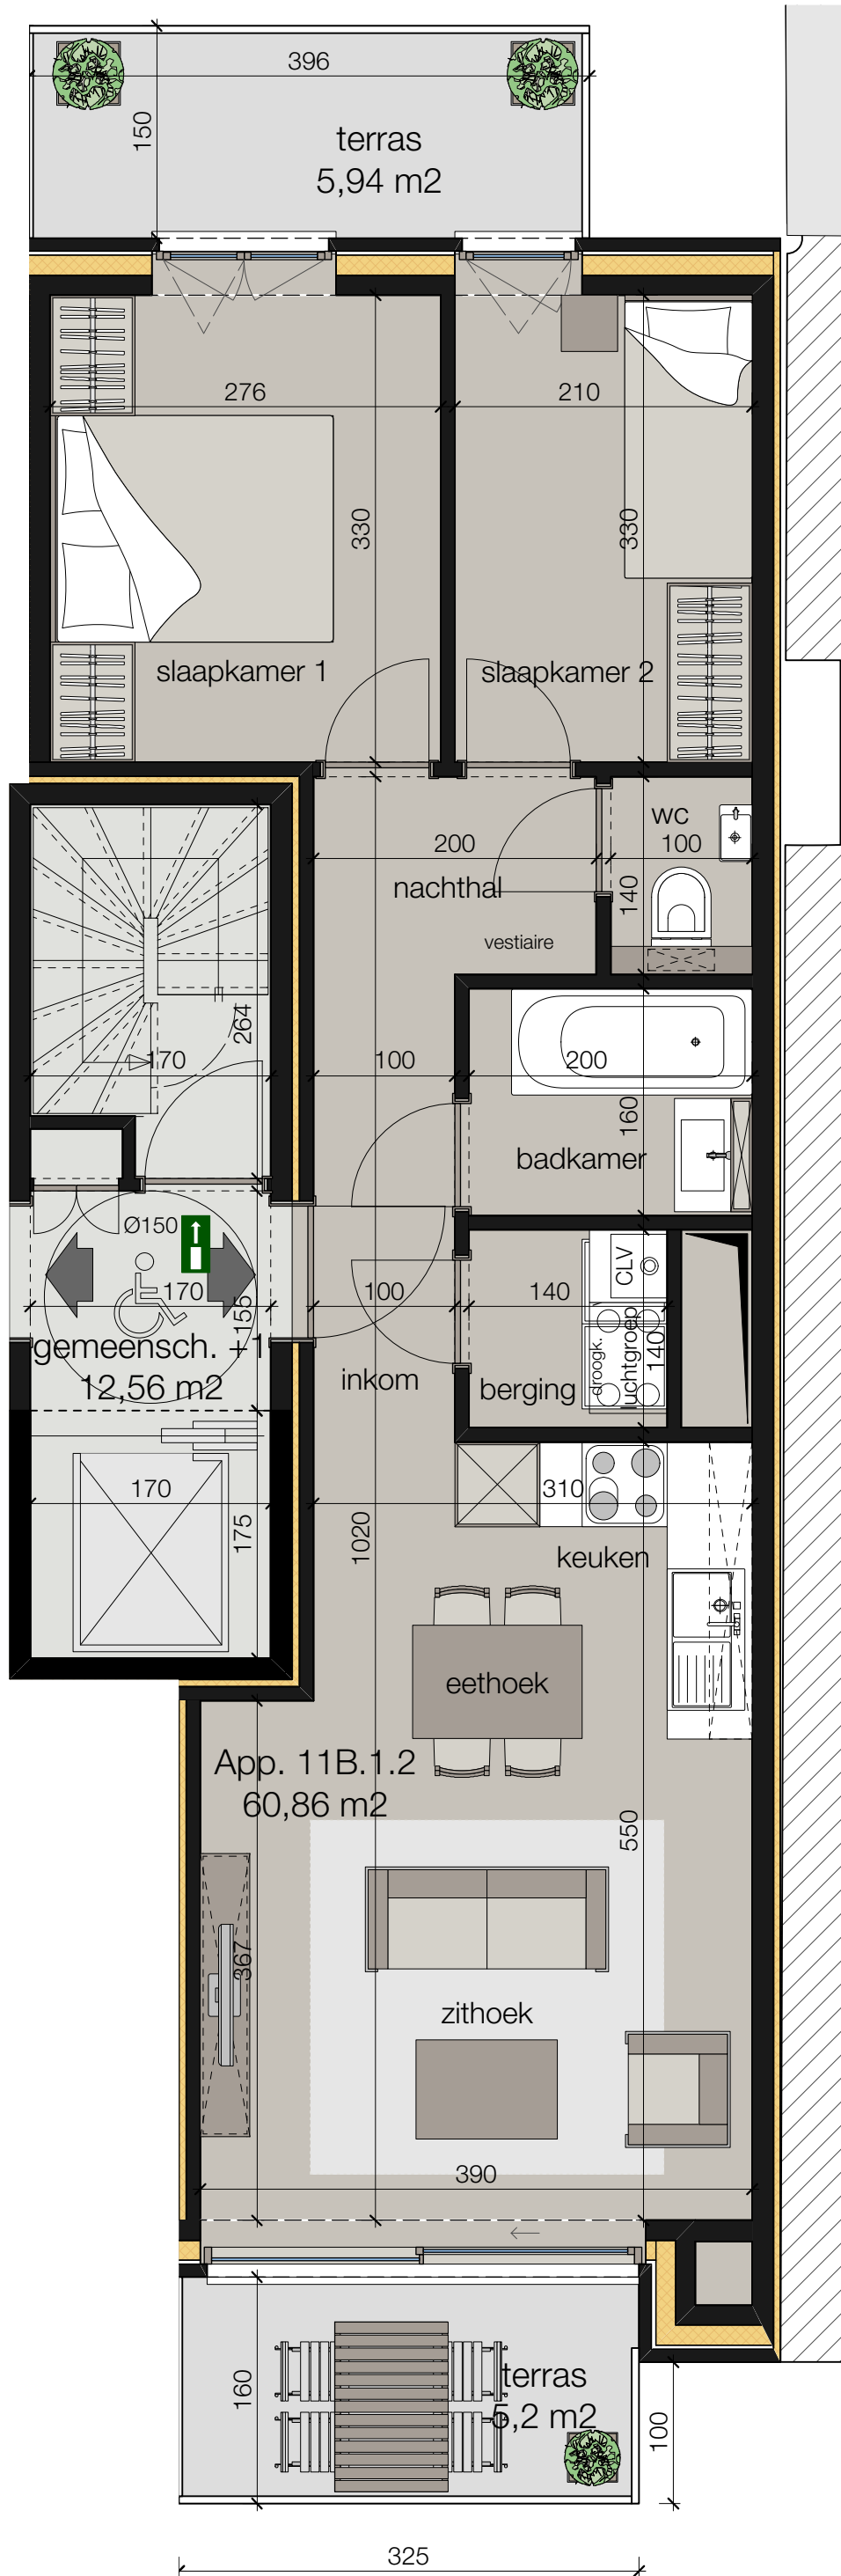 396
150
terras
5,94 m2
276
210
330
330
slaapkamer 1
slaapkamer 2
wc
200
100
nachthal
140
vestiaire
264
170
100
200
160
badkamer
Ø150
CLV
170
155
100
140
droogk.
luchtgroep
140
gemeensch. +1
12,56 m2
inkom
berging
170
175
310
1020
keuken
eethoek
App. 11B.1.2
60,86 m2
550
367
zithoek
390
terras
5,2 m2
160
100
325